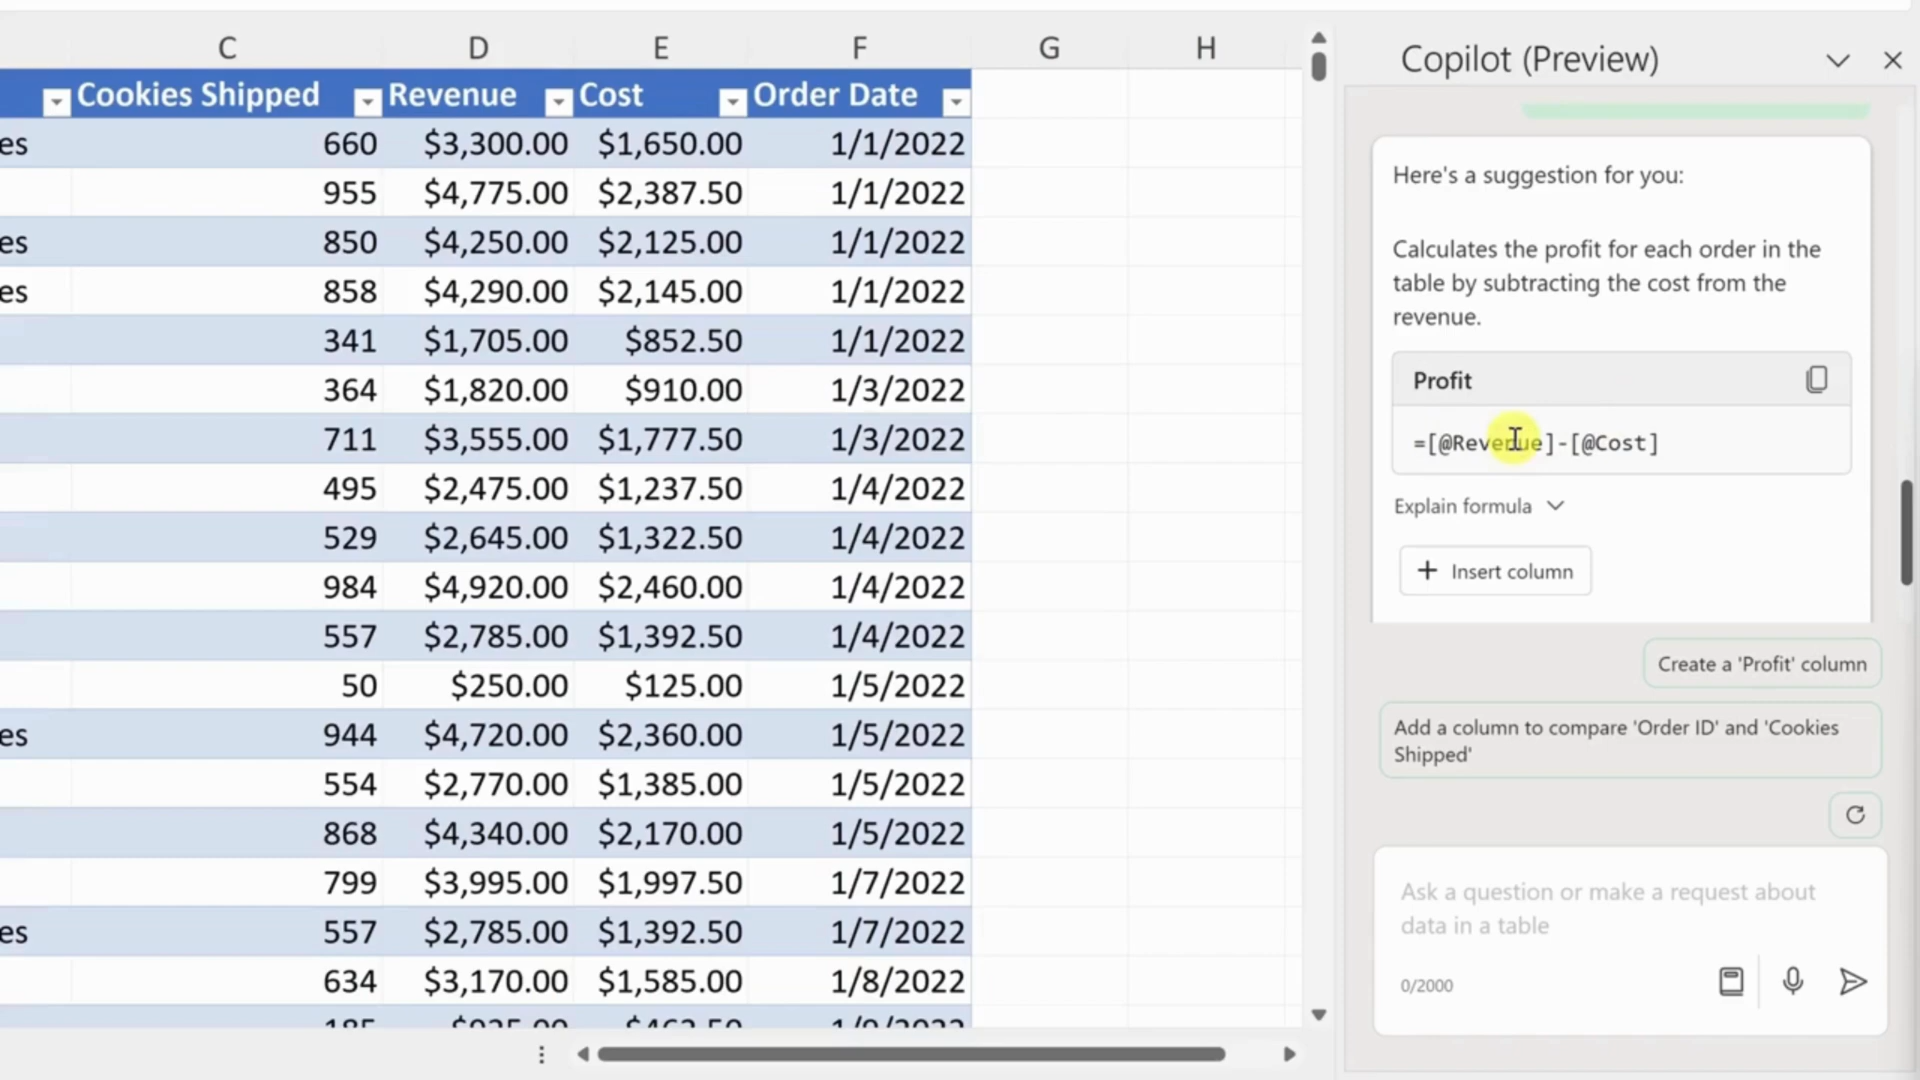 C D E F G H
Cookies Shipped Revenue Cost Order Date
es 660 $3,300.00 $1,650.00 1/1/2022
955 $4,775.00 $2,387.50 1/1/2022
es 850 $4,250.00 $2,125.00 1/1/2022
es 858 $4,290.00 $2,145.00 1/1/2022
341 $1,705.00 $852.50 1/1/2022
364 $1,820.00 $910.00 1/3/2022
711 $3,555.00 $1,777.50 1/3/2022
495 $2,475.00 $1,237.50 1/4/2022
529 $2,645.00 $1,322.50 1/4/2022
984 $4,920.00 $2,460.00 1/4/2022
557 $2,785.00 $1,392.50 1/4/2022
50 $250.00 $125.00 1/5/2022
es 944 $4,720.00 $2,360.00 1/5/2022
554 $2,770.00 $1,385.00 1/5/2022
868 $4,340.00 $2,170.00 1/5/2022
799 $3,995.00 $1,997.50 1/7/2022
es 557 $2,785.00 $1,392.50 1/7/2022
634 $3,170.00 $1,585.00 1/8/2022
Copilot (Preview)
Here's a suggestion for you:
Calculates the profit for each order in the
table by subtracting the cost from the
revenue.
Profit
=[@Revenue]-[@Cost]
Explain formula
+ Insert column
Create a 'Profit' column
Add a column to compare 'Order ID' and 'Cookies
Shipped'
Ask a question or make a request about
data in a table
0/2000